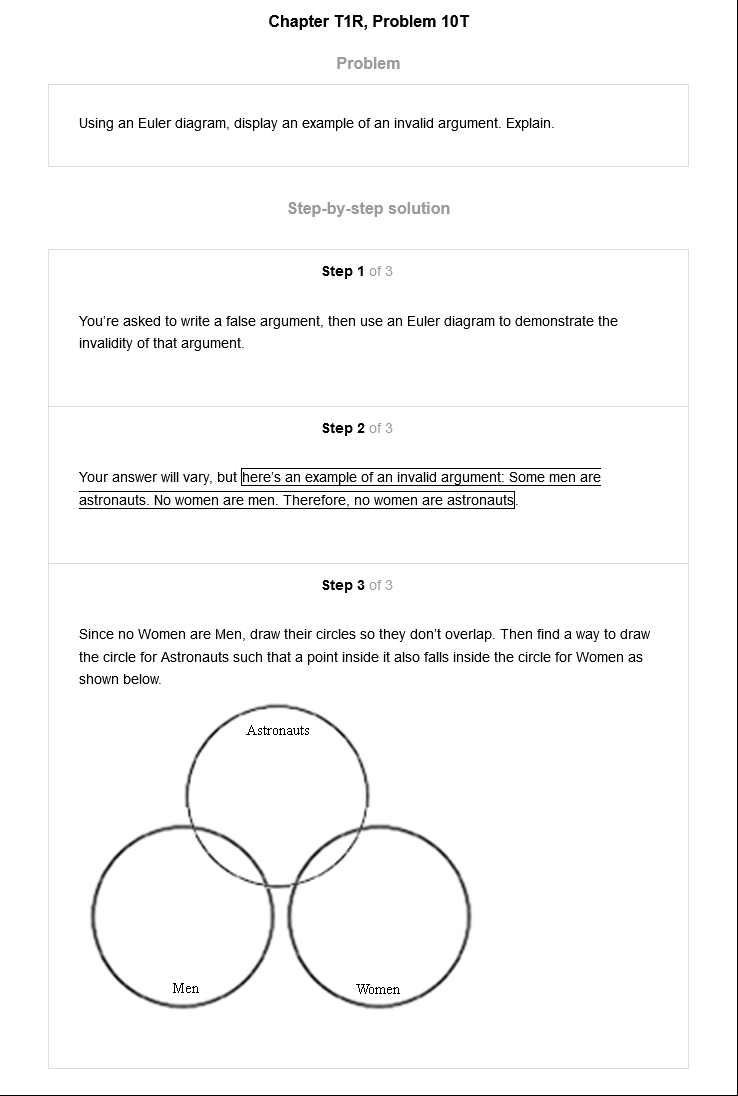 Chapter T1R, Problem 10T
Problem
Using an Euler diagram, display an example of an invalid argument. Explain.
Step-by-step solution
Step 1 of 3
You’re asked to write a false argument, then use an Euler diagram to demonstrate the
invalidity of that argument.
Step 2 of 3
Your answer will vary, but here’s an example of an invalid argument: Some men are
astronauts. No women are men. Therefore, no women are astronauts.
Step 3 of 3
Since no Women are Men, draw their circles so they don’t overlap. Then find a way to draw
the circle for Astronauts such that a point inside it also falls inside the circle for Women as
shown below.
Astronauts
Men
Women